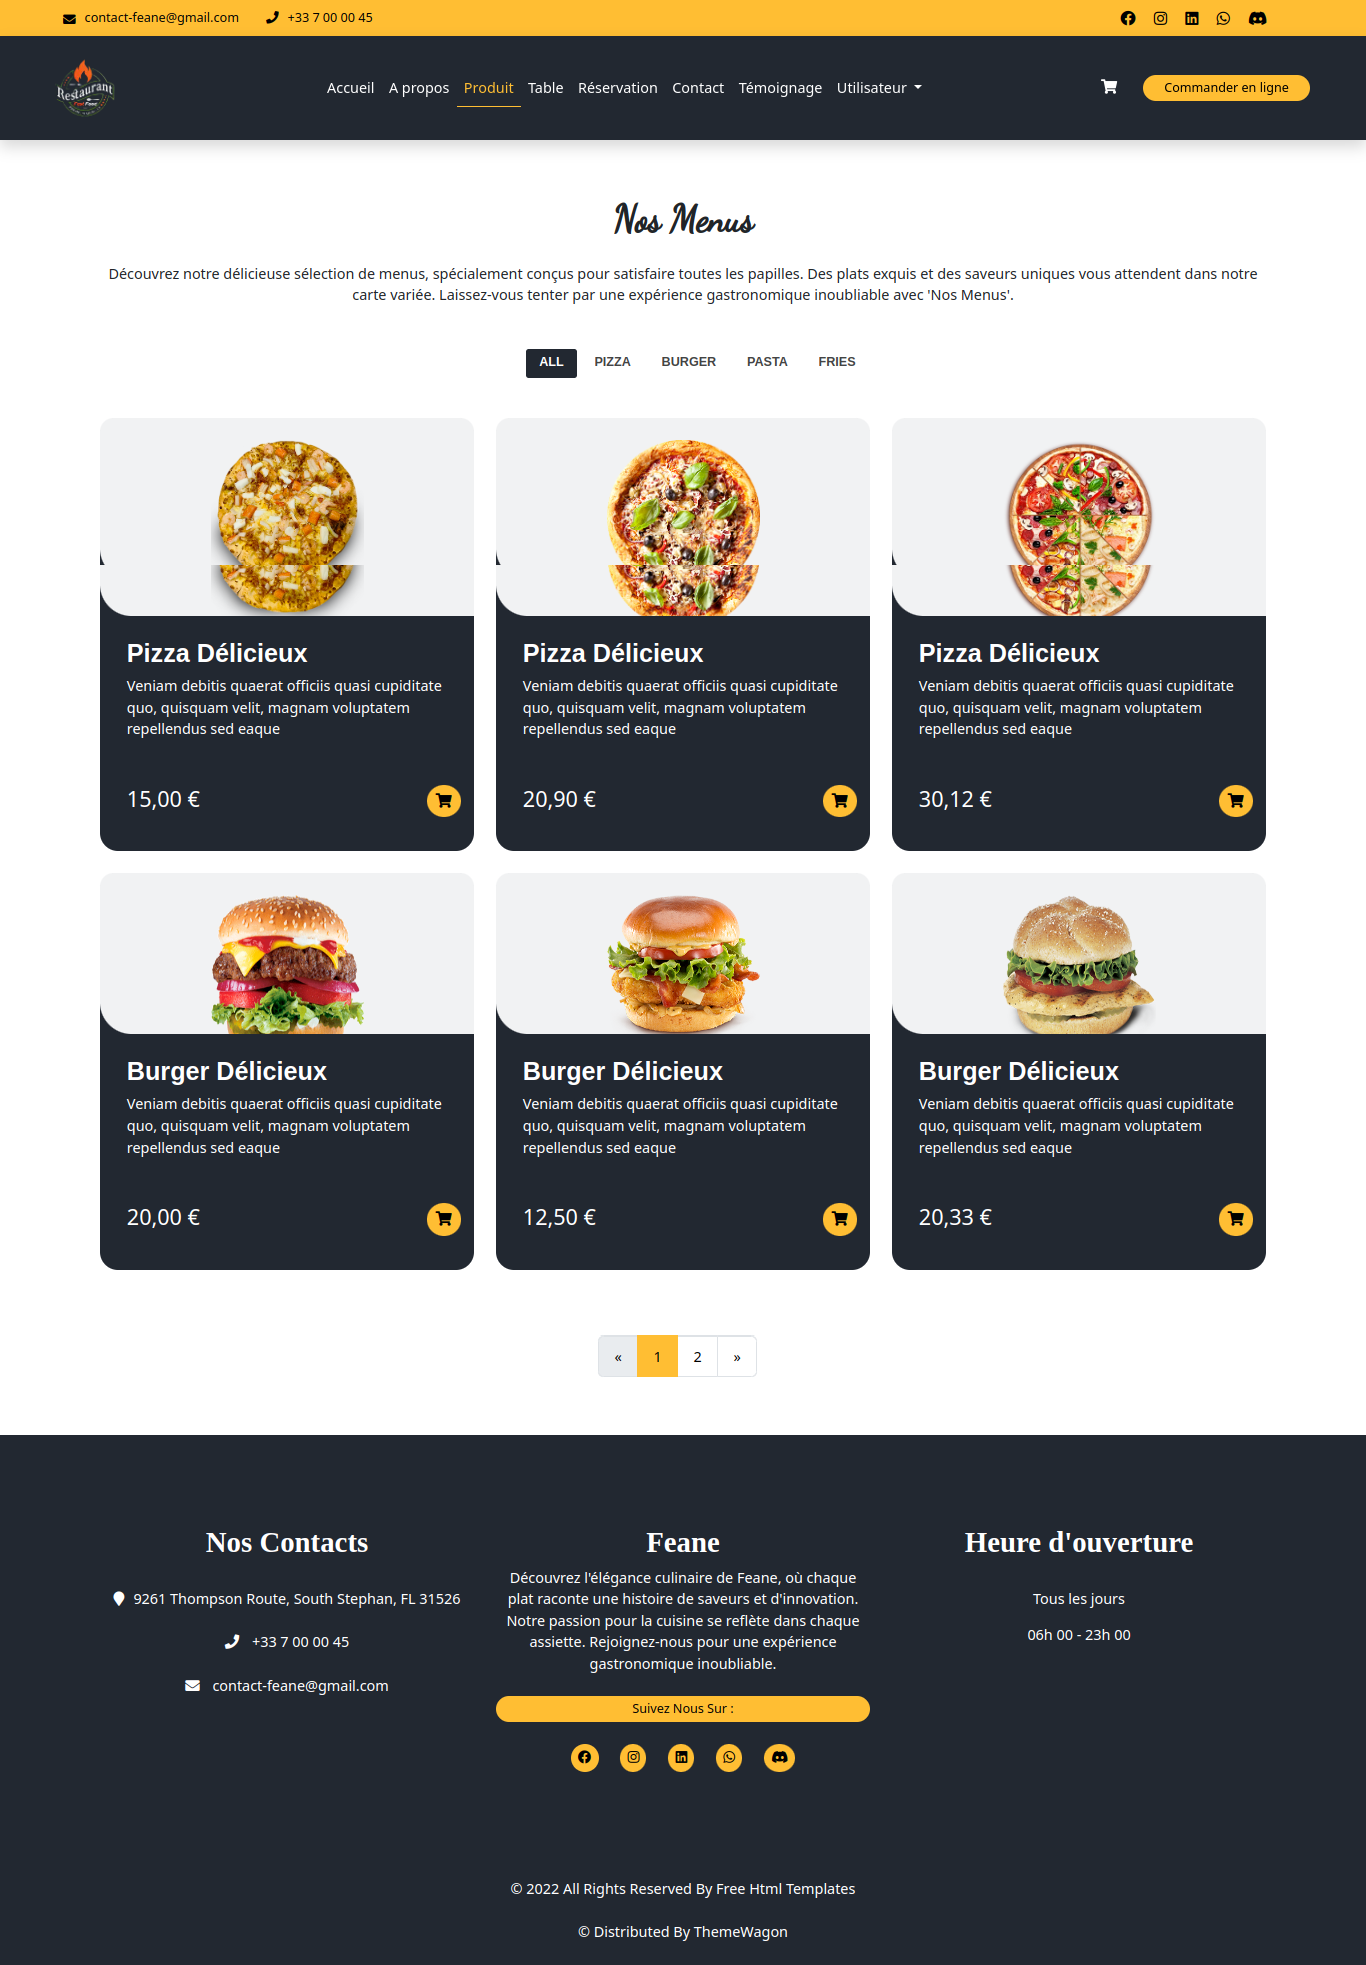 contact-feane@gmail.com +33 7 00 00 45
Restaurant
Fast Food
Accueil A propos Produit Table Réservation Contact Témoignage Utilisateur
Commander en ligne
Nos Menus
Découvrez notre délicieuse sélection de menus, spécialement conçus pour satisfaire toutes les papilles. Des plats exquis et des saveurs uniques vous attendent dans notre
carte variée. Laissez-vous tenter par une expérience gastronomique inoubliable avec 'Nos Menus'.
ALL PIZZA BURGER PASTA FRIES
Pizza Délicieux
Veniam debitis quaerat officiis quasi cupiditate
quo, quisquam velit, magnam voluptatem
repellendus sed eaque
15,00 €
Pizza Délicieux
Veniam debitis quaerat officiis quasi cupiditate
quo, quisquam velit, magnam voluptatem
repellendus sed eaque
20,90 €
Pizza Délicieux
Veniam debitis quaerat officiis quasi cupiditate
quo, quisquam velit, magnam voluptatem
repellendus sed eaque
30,12 €
Burger Délicieux
Veniam debitis quaerat officiis quasi cupiditate
quo, quisquam velit, magnam voluptatem
repellendus sed eaque
20,00 €
Burger Délicieux
Veniam debitis quaerat officiis quasi cupiditate
quo, quisquam velit, magnam voluptatem
repellendus sed eaque
12,50 €
Burger Délicieux
Veniam debitis quaerat officiis quasi cupiditate
quo, quisquam velit, magnam voluptatem
repellendus sed eaque
20,33 €
« 1 2 »
Nos Contacts
9261 Thompson Route, South Stephan, FL 31526
+33 7 00 00 45
contact-feane@gmail.com
Feane
Découvrez l'élégance culinaire de Feane, où chaque
plat raconte une histoire de saveurs et d'innovation.
Notre passion pour la cuisine se reflète dans chaque
assiette. Rejoignez-nous pour une expérience
gastronomique inoubliable.
Suivez Nous Sur :
Heure d'ouverture
Tous les jours
06h 00 - 23h 00
© 2022 All Rights Reserved By Free Html Templates
© Distributed By ThemeWagon